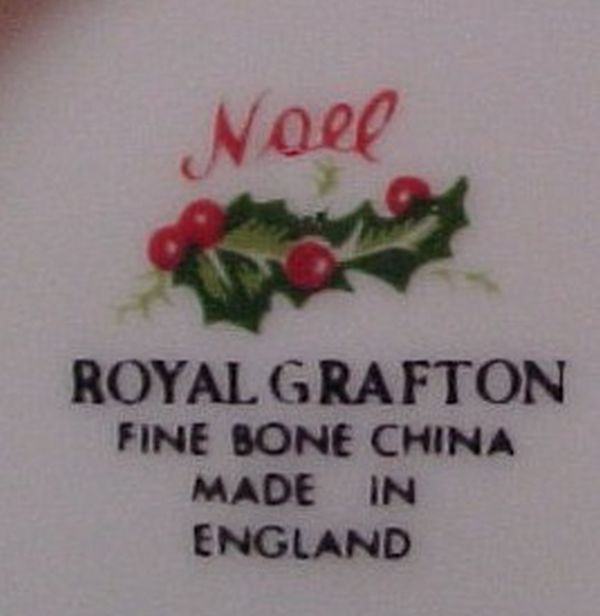 Noel
ROYAL GRAFTON
FINE BONE CHINA
MADE IN
ENGLAND